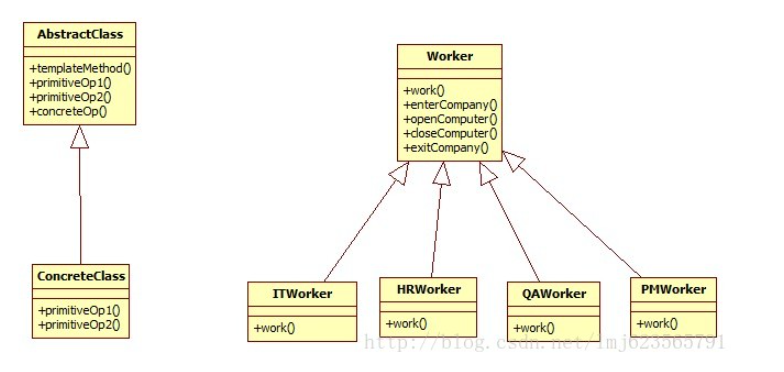 AbstractClass
+templateMethod()
+primitiveOp1()
+primitiveOp2()
+concreteOp()
ConcreteClass
+primitiveOp1()
+primitiveOp2()
Worker
+work()
+enterCompany()
+openComputer()
+closeComputer()
+exitCompany()
ITWorker
+work()
HRWorker
+work()
QAWorker
+work()
PMWorker
+work()
http://blog.csdn.net/lmj623565791